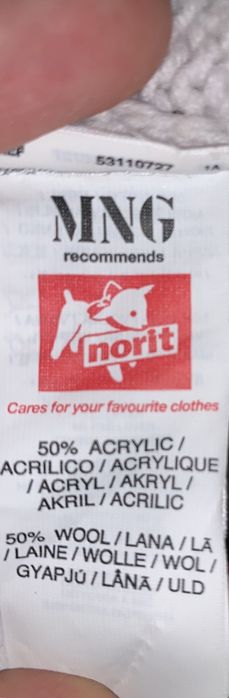 53110727
MNG
recommends
norit
Cares for your favourite clothes
50% ACRYLIC /
ACRILICO / ACRYLIQUE
/ ACRYL / AKRYL /
AKRIL / ACRILIC
50% WOOL / LANA / LÃ
/ LAINE / WOLLE / WOL /
GYAPJú / LÂNĂ / ULD